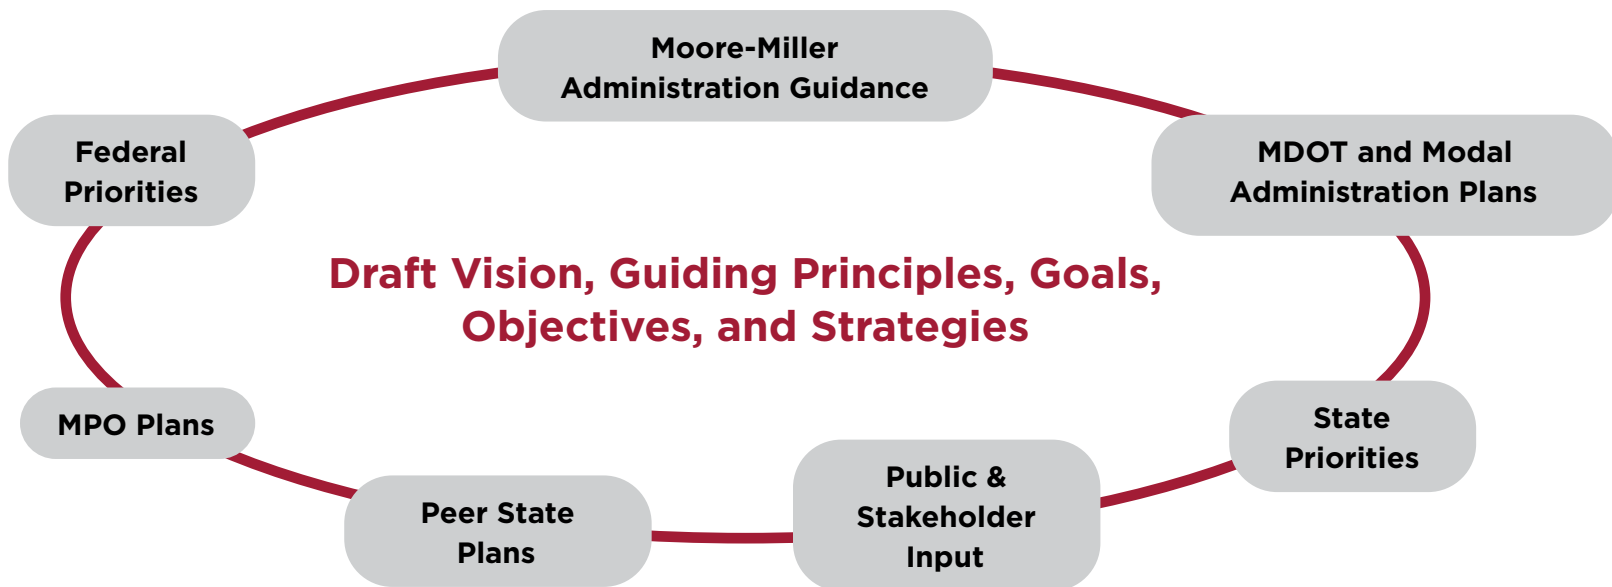 Moore-Miller
Administration Guidance
Federal
Priorities
MDOT and Modal
Administration Plans
Draft Vision, Guiding Principles, Goals,
Objectives, and Strategies
MPO Plans
State
Priorities
Peer State
Plans
Public &
Stakeholder
Input